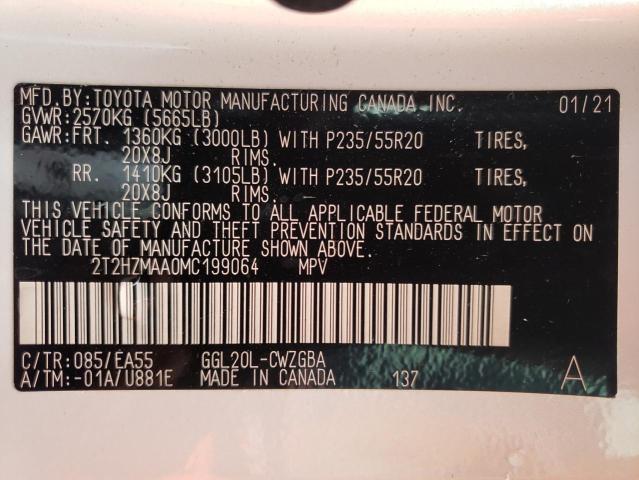 MFD.BY:TOYOTA MOTOR MANUFACTURING CANADA INC. 01/21
GVWR:2570KG (5665LB)
GAWR:FRT. 1360KG (3000LB) WITH P235/55R20 TIRES,
20X8J RIMS.
RR. 1410KG (3105LB) WITH P235/55R20 TIRES,
20X8J RIMS.
THIS VEHICLE CONFORMS TO ALL APPLICABLE FEDERAL MOTOR
VEHICLE SAFETY AND THEFT PREVENTION STANDARDS IN EFFECT ON
THE DATE OF MANUFACTURE SHOWN ABOVE.
2T2HZMAA0MC199064 MPV
C/TR:085/EA55 GGL20L-CWZGBA
A/TM:-01A/U881E MADE IN CANADA 137 A